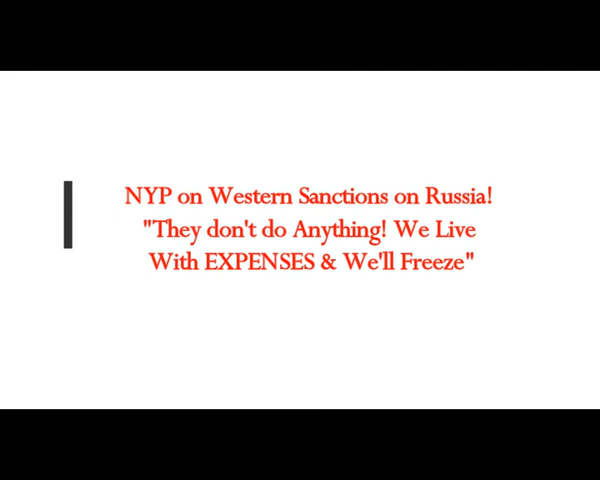 NYP on Western Sanctions on Russia!
"They don't do Anything! We Live
With EXPENSES & We'll Freeze"